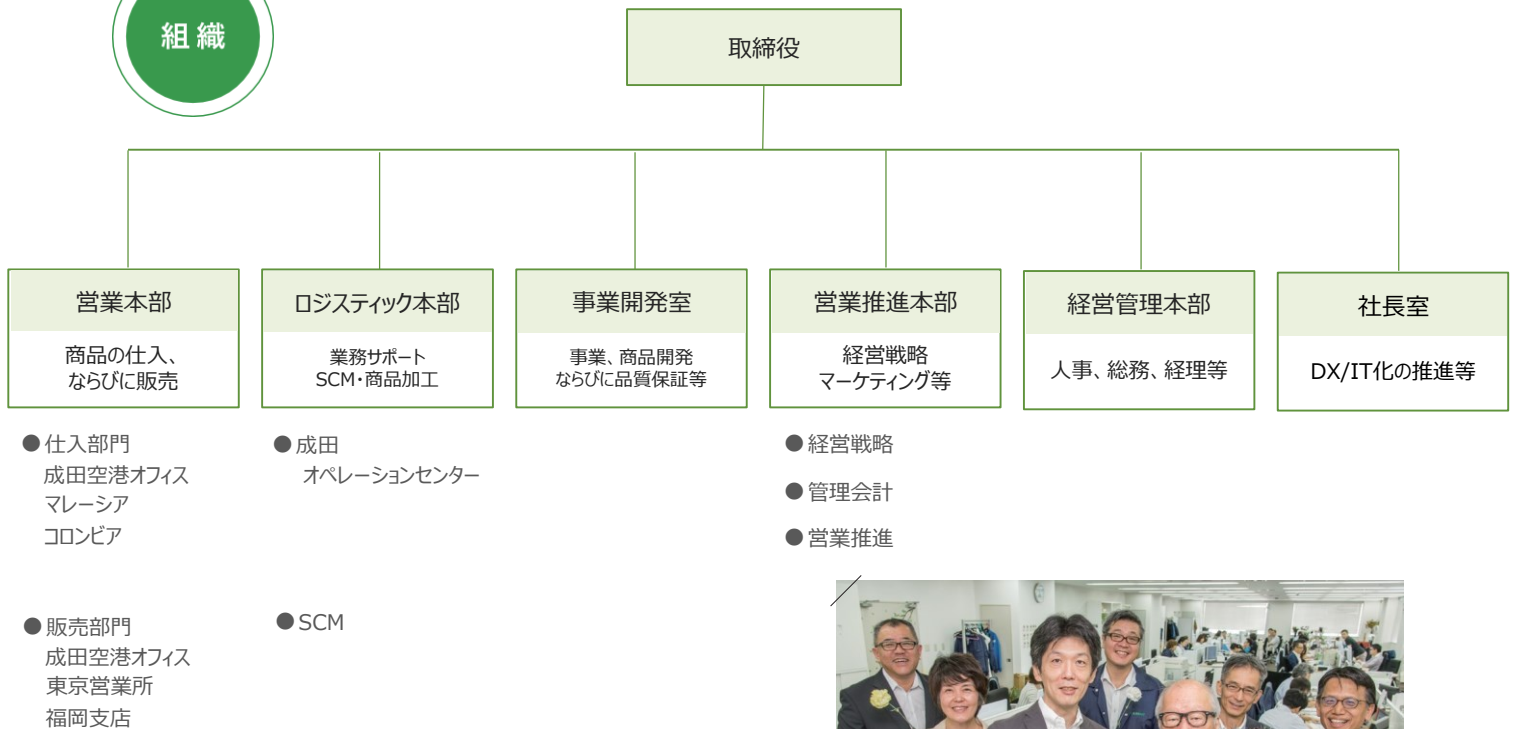 組織
取締役
営業本部
商品の仕入、
ならびに販売
ロジスティック本部
業務サポート
SCM・商品加工
事業開発室
事業、商品開発
ならびに品質保証等
営業推進本部
経営戦略
マーケティング等
経営管理本部
人事、総務、経理等
社長室
DX/IT化の推進等
●仕入部門
成田空港オフィス
マレーシア
コロンビア
●販売部門
成田空港オフィス
東京営業所
福岡支店
●成田
オペレーションセンター
●SCM
●経営戦略
●管理会計
●営業推進